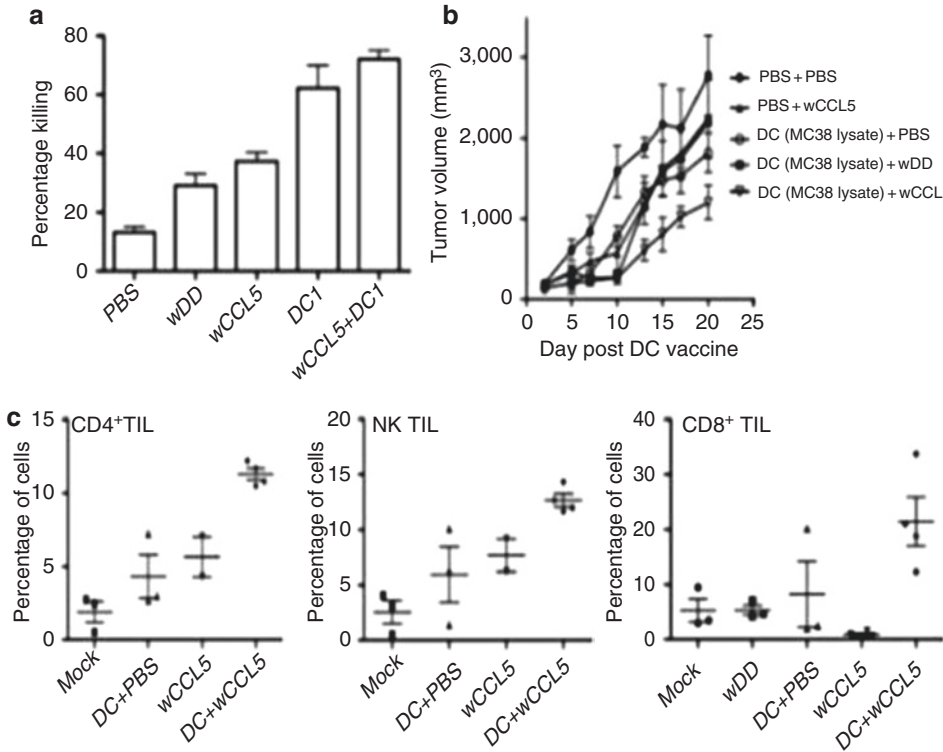 a
Percentage killing
80
60
40
20
0
PBS
wDD
wCCL5
DC1
wCCL5+DC1
b
Tumor volume (mm³)
3,000
2,000
1,000
0
0 5 10 15 20 25
Day post DC vaccine
PBS + PBS
PBS + wCCL5
DC (MC38 lysate) + PBS
DC (MC38 lysate) + wDD
DC (MC38 lysate) + wCCL
c
CD4⁺TIL
Percentage of cells
15
10
5
0
Mock
DC+PBS
wCCL5
DC+wCCL5
NK TIL
Percentage of cells
20
15
10
5
0
Mock
DC+PBS
wCCL5
DC+wCCL5
CD8⁺ TIL
Percentage of cells
40
30
20
10
0
Mock
wDD
DC+PBS
wCCL5
DC+wCCL5